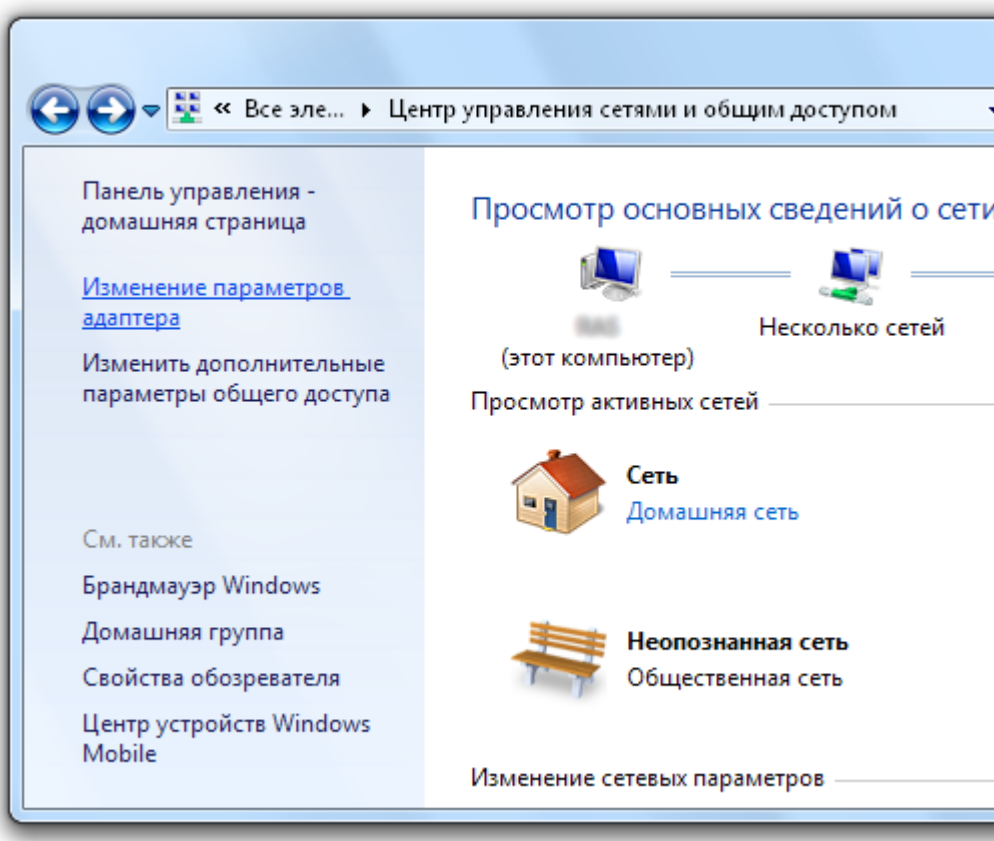 « Все эле... ▸ Центр управления сетями и общим доступом
Панель управления -
домашняя страница
Изменение параметров
адаптера
Изменить дополнительные
параметры общего доступа
См. также
Брандмауэр Windows
Домашняя группа
Свойства обозревателя
Центр устройств Windows
Mobile
Просмотр основных сведений о сети
Несколько сетей
(этот компьютер)
Просмотр активных сетей
Сеть
Домашняя сеть
Неопознанная сеть
Общественная сеть
Изменение сетевых параметров